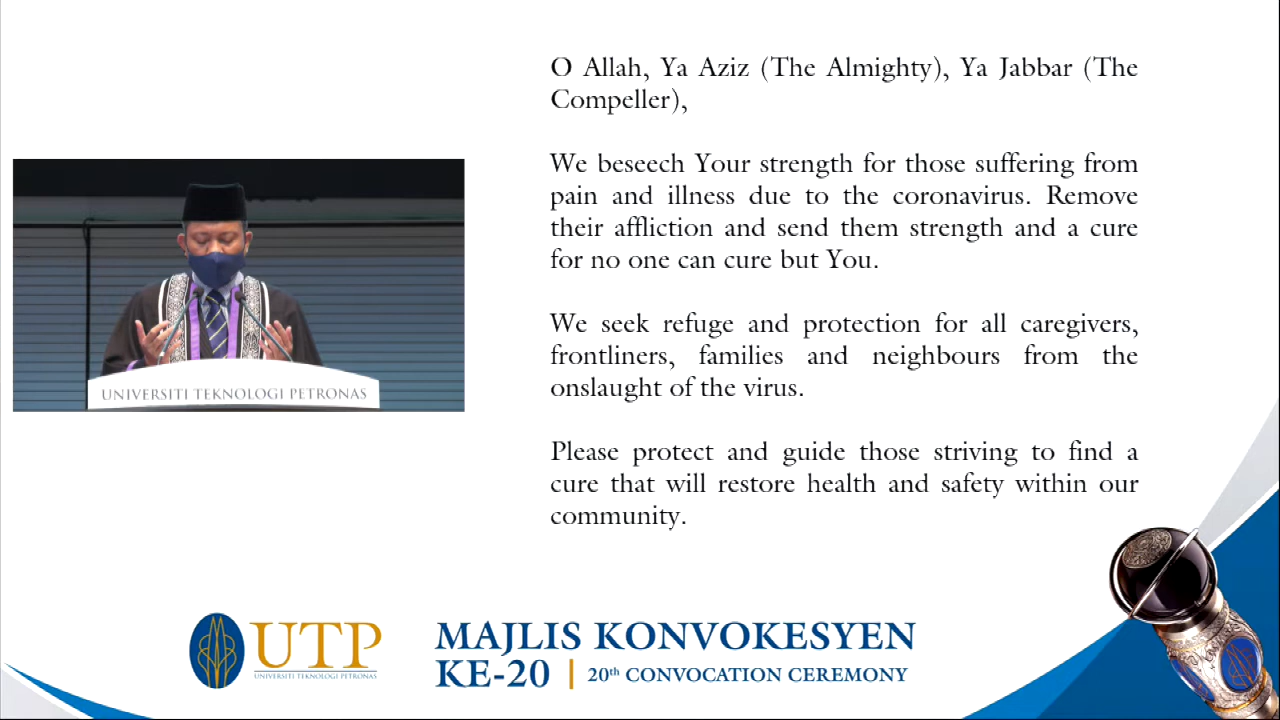 O Allah, Ya Aziz (The Almighty), Ya Jabbar (The
Compeller),
We beseech Your strength for those suffering from
pain and illness due to the coronavirus. Remove
their affliction and send them strength and a cure
for no one can cure but You.
We seek refuge and protection for all caregivers,
frontliners, families and neighbours from the
onslaught of the virus.
Please protect and guide those striving to find a
cure that will restore health and safety within our
community.
UNIVERSITI TEKNOLOGI PETRONAS
UTP
UNIVERSITI TEKNOLOGI PETRONAS
MAJLIS KONVOKESYEN
KE-20 | 20th CONVOCATION CEREMONY